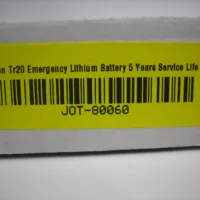 n Tr20 Emergency Lithium Battery 5 Years Service Life
JOT-80060